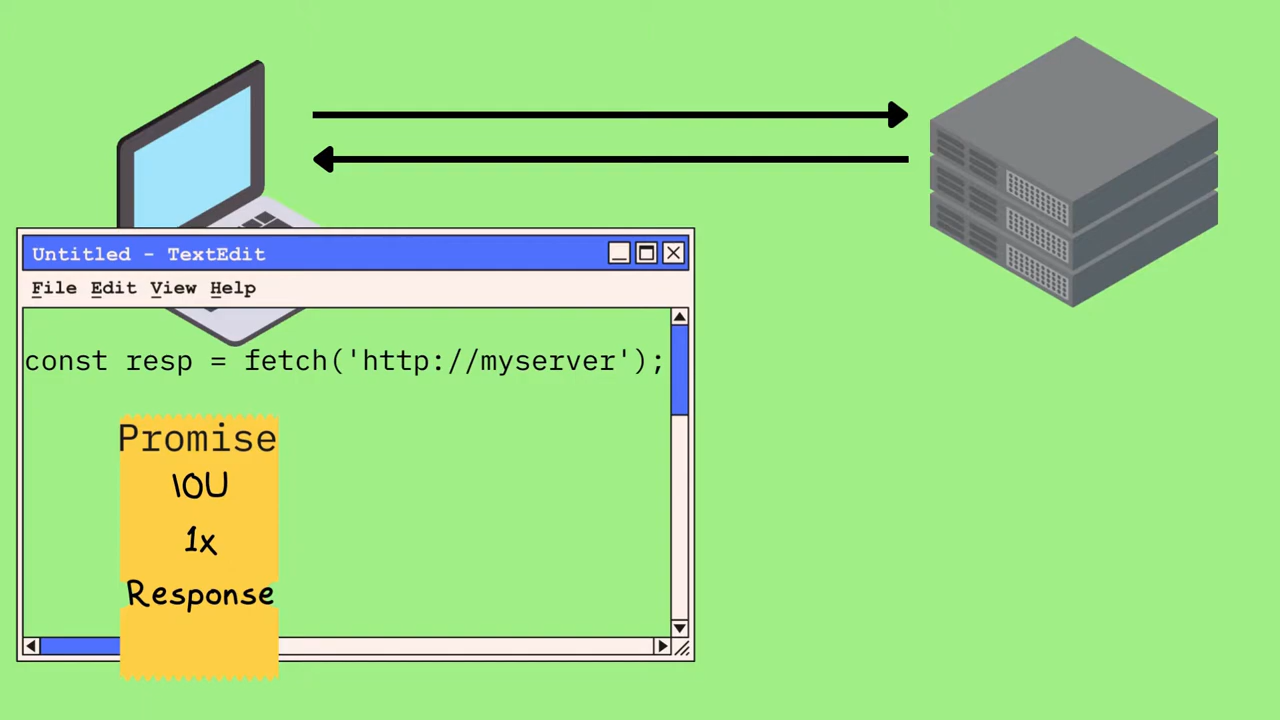 Untitled - TextEdit
File Edit View Help
const resp = fetch('http://myserver');
Promise
IOU
1x
Response